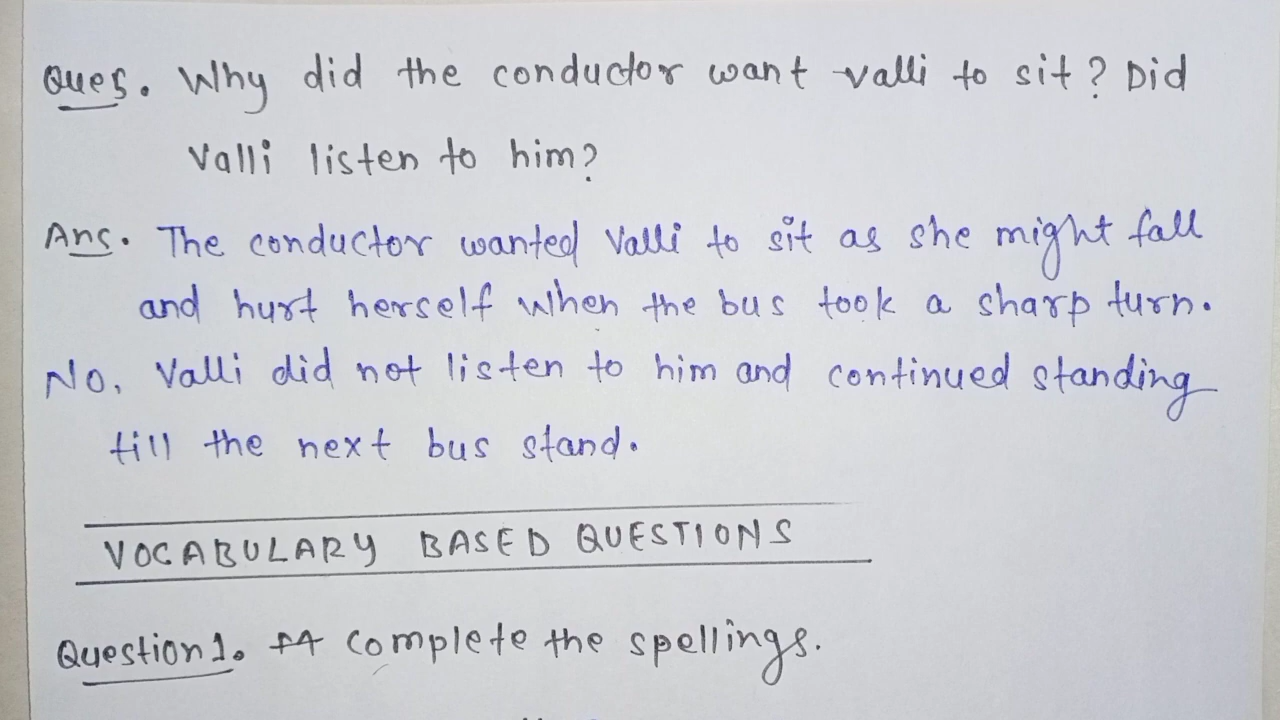 Ques. Why did the conductor want valli to sit? Did
Valli listen to him?
Ans. The conductor wanted Valli to sit as she might fall
and hurt herself when the bus took a sharp turn.
No, Valli did not listen to him and continued standing
till the next bus stand.
VOCABULARY BASED QUESTIONS
Question 1. Complete the spellings.